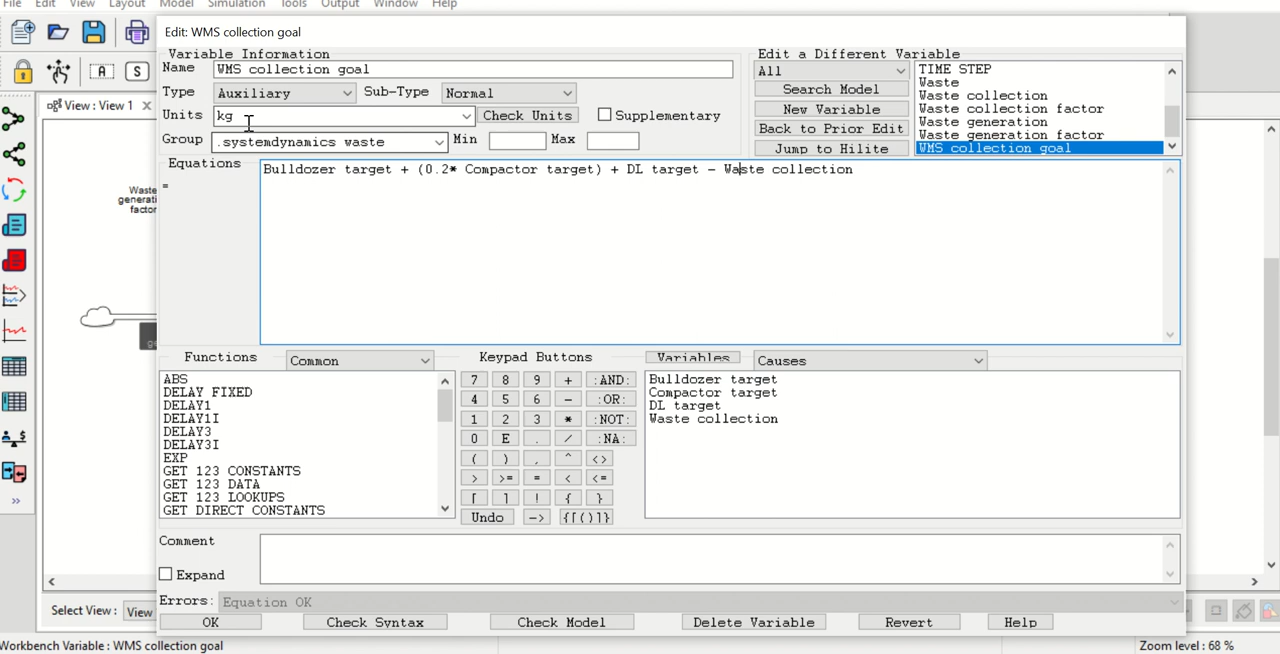 File Edit View Layout Model Simulation Tools Output Window Help
Edit: WMS collection goal
Variable Information
Edit a Different Variable
Name WMS collection goal
All
TIME STEP
Search Model
Waste
Type Auxiliary Sub-Type Normal
Waste collection
New Variable
Waste collection factor
A S
Units kg Check Units Supplementary
Waste generation
Back to Prior Edit
Waste generation factor
View : View 1
Group .systemdynamics waste Min Max
Jump to Hilite
WMS collection goal
Equations
=
Bulldozer target + (0.2* Compactor target) + DL target - Waste collection
Waste
generati
factor
Functions Common Keypad Buttons Variables Causes
ABS
DELAY FIXED
DELAY1
DELAY1I
DELAY3
DELAY3I
EXP
GET 123 CONSTANTS
GET 123 DATA
GET 123 LOOKUPS
GET DIRECT CONSTANTS
7 8 9 + :AND:
4 5 6 - :OR:
1 2 3 * :NOT:
0 E . / :NA:
( ) , ^ <>
> >= = < <=
[ ] ! { }
Undo -> {[()]}
Bulldozer target
Compactor target
DL target
Waste collection
Comment
Expand
Select View : View
Errors: Equation OK
OK Check Syntax Check Model Delete Variable Revert Help
Workbench Variable : WMS collection goal Zoom level : 68 %